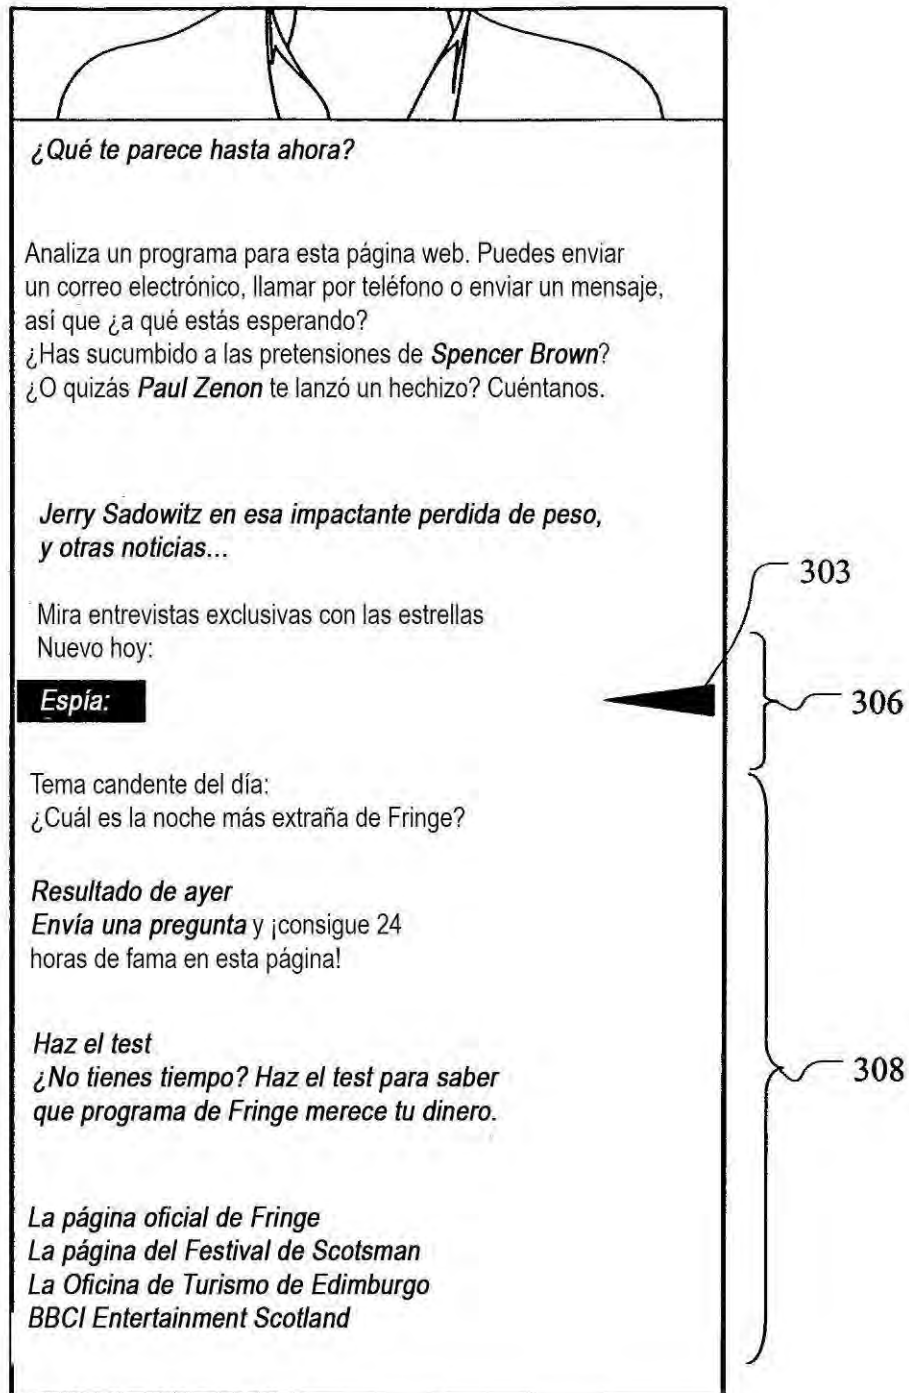 ¿Qué te parece hasta ahora?
Analiza un programa para esta página web. Puedes enviar
un correo electrónico, llamar por teléfono o enviar un mensaje,
así que ¿a qué estás esperando?
¿Has sucumbido a las pretensiones de Spencer Brown?
¿O quizás Paul Zenon te lanzó un hechizo? Cuéntanos.
Jerry Sadowitz en esa impactante perdida de peso,
y otras noticias...
Mira entrevistas exclusivas con las estrellas
Nuevo hoy:
303
Espía:
306
Tema candente del día:
¿Cuál es la noche más extraña de Fringe?
Resultado de ayer
Envía una pregunta y ¡consigue 24
horas de fama en esta página!
Haz el test
¿No tienes tiempo? Haz el test para saber
que programa de Fringe merece tu dinero.
308
La página oficial de Fringe
La página del Festival de Scotsman
La Oficina de Turismo de Edimburgo
BBCI Entertainment Scotland